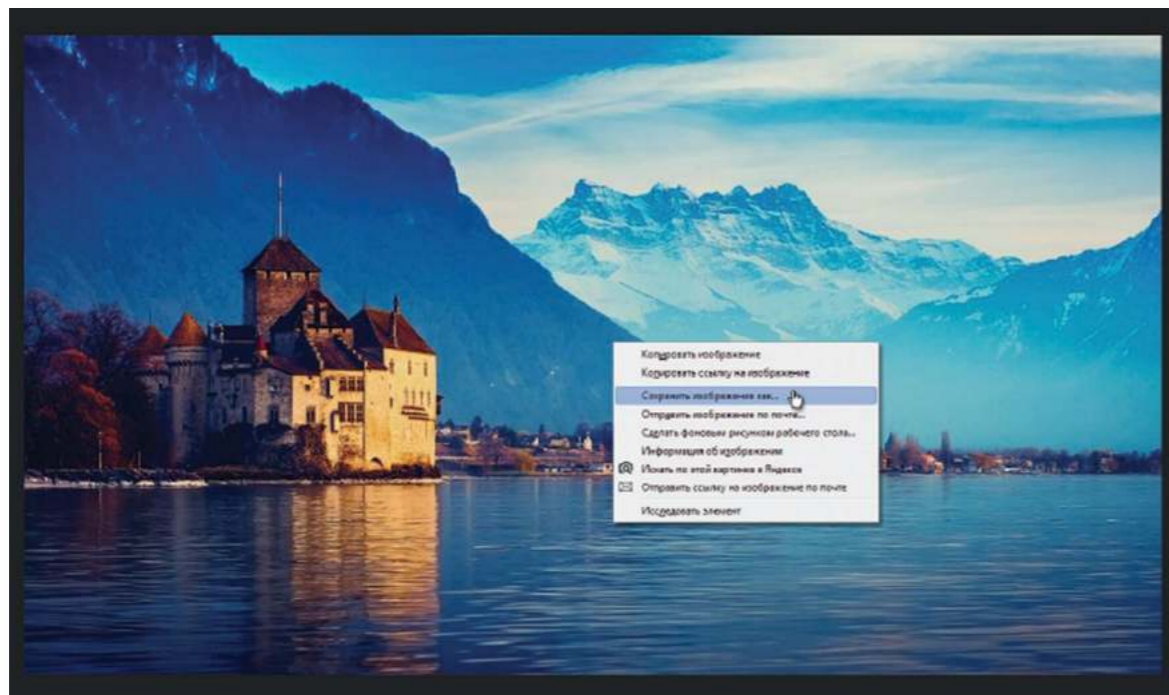 Копировать изображение
Копировать ссылку на изображение
Сохранить изображение как...
Отправить изображение по почте...
Сделать фоновым рисунком рабочего стола...
Информация об изображении
Искать по этой картинке в Яндексе
Отправить ссылку на изображение по почте
Исследовать элемент